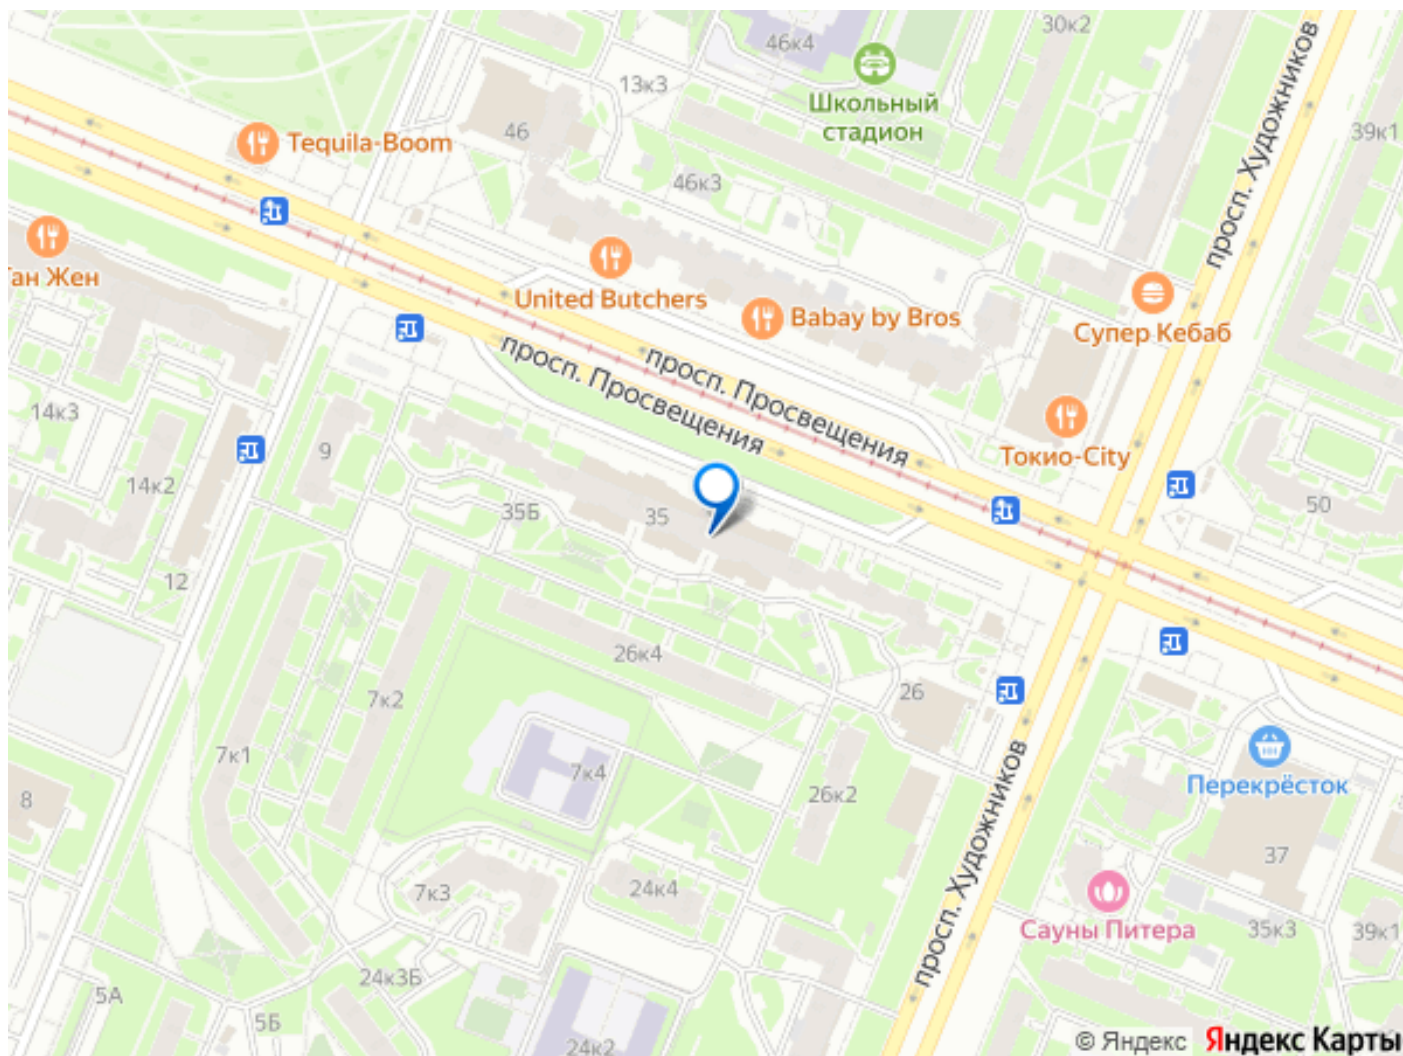 46к4
30к2
Школьный
стадион
13к3
39к1
просп. Художников
Tequila-Boom
46
46к3
ан Жен
United Butchers
Babay by Bros
Супер Кебаб
просп. Просвещения
просп. Просвещения
14к3
9
Токио-City
14к2
35Б
35
50
12
26к4
26
7к2
7к1
7к4
Перекрёсток
8
26к2
просп. Художников
37
7к3
24к4
Сауны Питера
35к3
39к1
24к3Б
5А
5Б
24к2
© Яндекс
Яндекс Карты